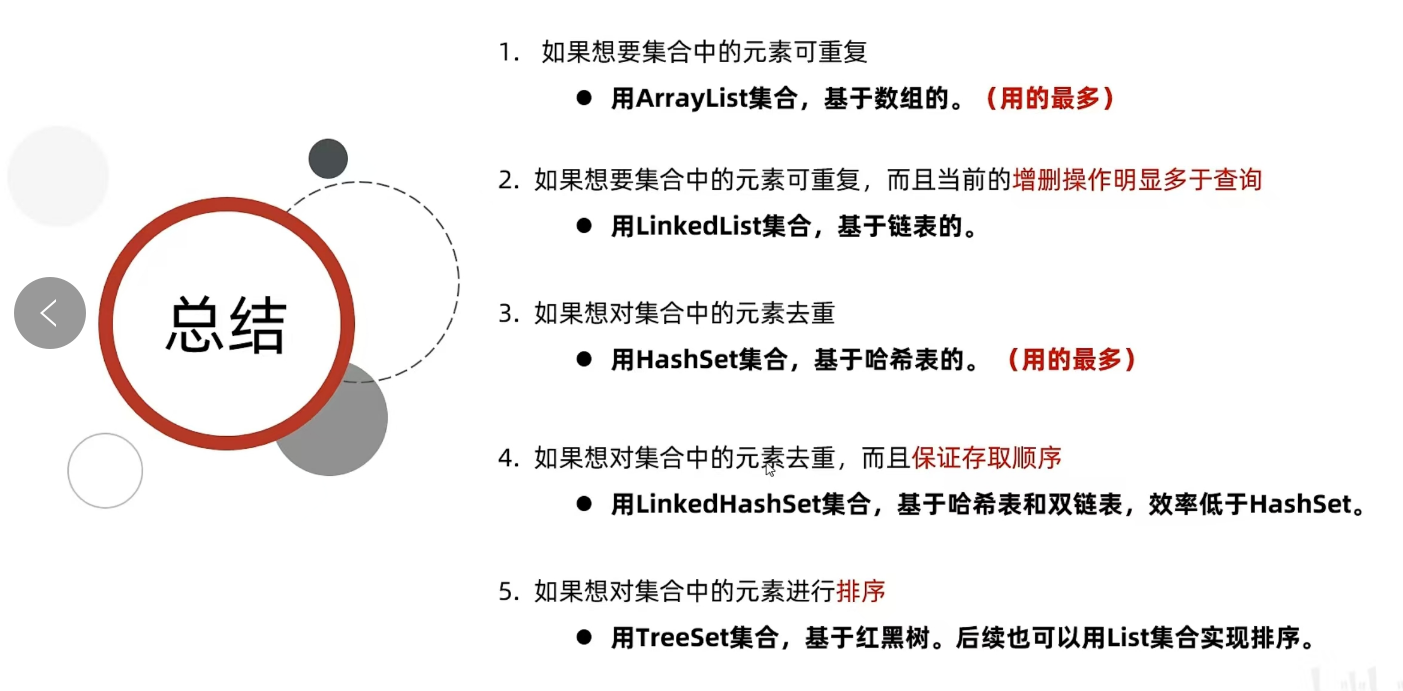 总结
1. 如果想要集合中的元素可重复
● 用ArrayList集合，基于数组的。（用的最多）
2. 如果想要集合中的元素可重复，而且当前的增删操作明显多于查询
● 用LinkedList集合，基于链表的。
3. 如果想对集合中的元素去重
● 用HashSet集合，基于哈希表的。（用的最多）
4. 如果想对集合中的元素去重，而且保证存取顺序
● 用LinkedHashSet集合，基于哈希表和双链表，效率低于HashSet。
5. 如果想对集合中的元素进行排序
● 用TreeSet集合，基于红黑树。后续也可以用List集合实现排序。